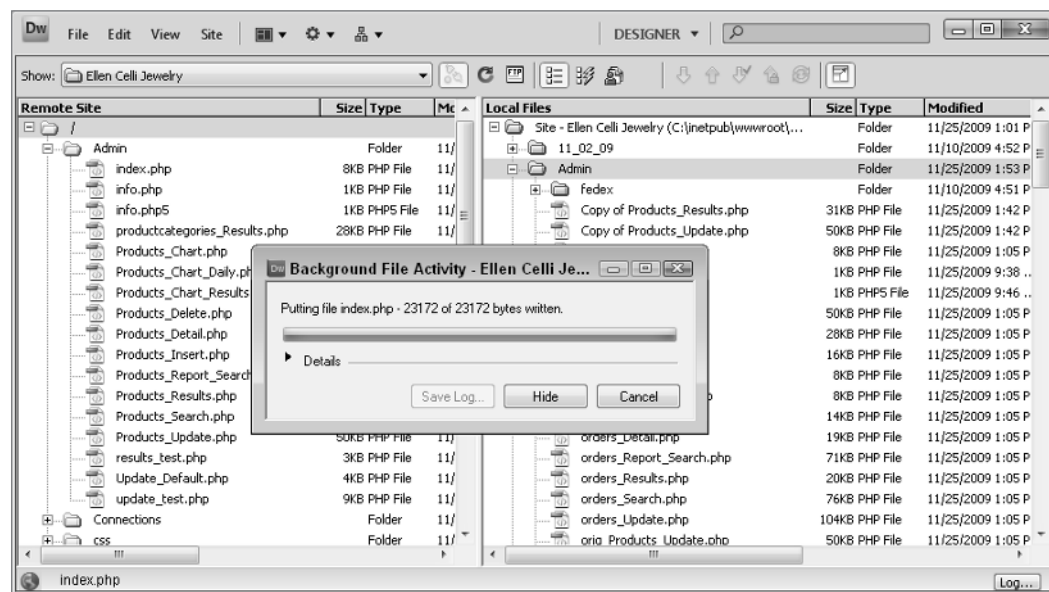 Dw File Edit View Site DESIGNER
Show: Ellen Celli Jewelry FTP
Remote Site Size Type Mc Local Files Size Type Modified
/ Site - Ellen Celli Jewelry (C:\inetpub\wwwroot\... Folder 11/25/2009 1:01 P
Admin Folder 11/ 11_02_09 Folder 11/10/2009 4:52 P
index.php 8KB PHP File 11/ Admin Folder 11/25/2009 1:53 P
info.php 1KB PHP File 11/ fedex Folder 11/10/2009 4:51 P
info.php5 1KB PHP5 File 11/ Copy of Products_Results.php 31KB PHP File 11/25/2009 1:42 P
productcategories_Results.php 28KB PHP File 11/ Copy of Products_Update.php 50KB PHP File 11/25/2009 1:42 P
Products_Chart.php 8KB PHP File 11/25/2009 1:05 P
Products_Chart_Daily.ph 1KB PHP File 11/25/2009 9:38 ..
Products_Chart_Results 1KB PHP5 File 11/25/2009 9:46 ..
Products_Delete.php 50KB PHP File 11/25/2009 1:05 P
Products_Detail.php 28KB PHP File 11/25/2009 1:05 P
Products_Insert.php 16KB PHP File 11/25/2009 1:05 P
Products_Report_Search 8KB PHP File 11/25/2009 1:05 P
Products_Results.php 8KB PHP File 11/25/2009 1:05 P
Products_Search.php 14KB PHP File 11/25/2009 1:05 P
Dw Background File Activity - Ellen Celli Je...
Putting file index.php - 23172 of 23172 bytes written.
Details
Save Log... Hide Cancel
Products_Update.php 50KB PHP File 11/ orders_Detail.php 19KB PHP File 11/25/2009 1:05 P
results_test.php 3KB PHP File 11/ orders_Report_Search.php 71KB PHP File 11/25/2009 1:05 P
Update_Default.php 4KB PHP File 11/ orders_Results.php 20KB PHP File 11/25/2009 1:05 P
update_test.php 9KB PHP File 11/ orders_Search.php 76KB PHP File 11/25/2009 1:05 P
Connections Folder 11/ orders_Update.php 104KB PHP File 11/25/2009 1:05 P
css Folder 11/ orig_Products_Update.php 50KB PHP File 11/25/2009 1:05 P
index.php Log...